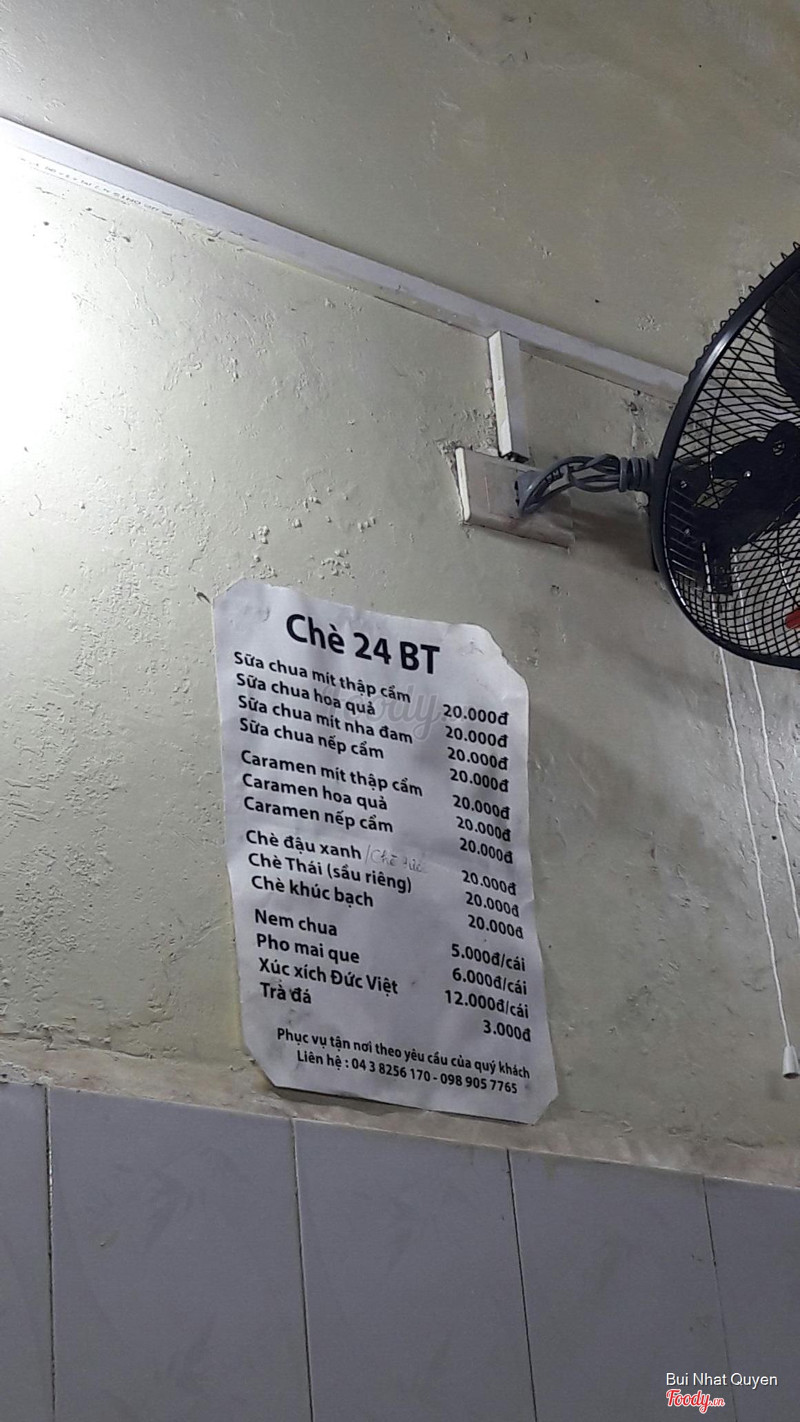 Chè 24 BT
Sữa chua mít thập cẩm 20.000đ
Sữa chua hoa quả 20.000đ
Sữa chua mít nha đam 20.000đ
Sữa chua nếp cẩm 20.000đ
Caramen mít thập cẩm 20.000đ
Caramen hoa quả 20.000đ
Caramen nếp cẩm 20.000đ
Chè đậu xanh /Chè 20.000đ
Chè Thái (sầu riêng) 20.000đ
Chè khúc bạch 20.000đ
Nem chua 5.000đ/cái
Pho mai que 6.000đ/cái
Xúc xích Đức Việt 12.000đ/cái
Trà đá 3.000đ
Phục vụ tận nơi theo yêu cầu của quý khách
Liên hệ : 04 3 8256 170 - 098 905 7765
Foody
Bui Nhat Quyen
Foody.vn